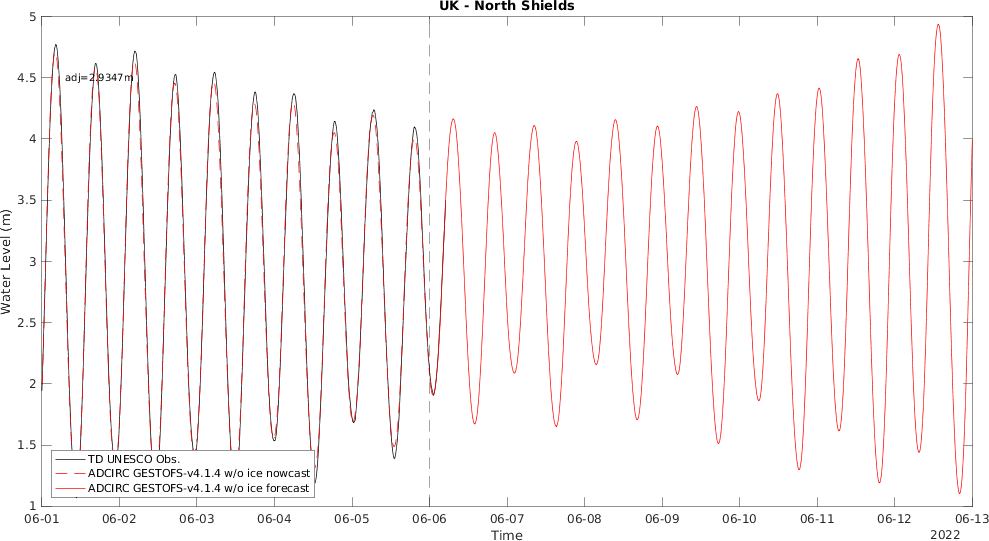 UK - North Shields
5
4.5
4
3.5
3
2.5
2
1.5
1
Water Level (m)
adj=2.9347m
TD UNESCO Obs.
ADCIRC GESTOFS-v4.1.4 w/o ice nowcast
ADCIRC GESTOFS-v4.1.4 w/o ice forecast
06-01 06-02 06-03 06-04 06-05 06-06 06-07 06-08 06-09 06-10 06-11 06-12 06-13
Time
2022